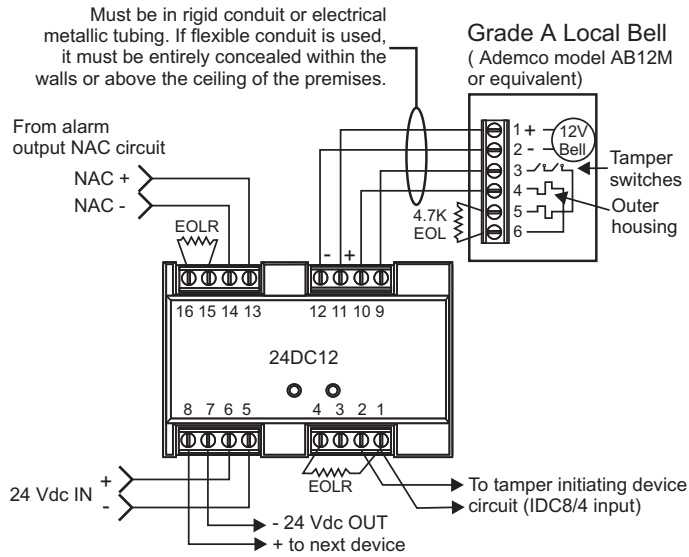 Must be in rigid conduit or electrical
metallic tubing. If flexible conduit is used,
it must be entirely concealed within the
walls or above the ceiling of the premises.
Grade A Local Bell
( Ademco model AB12M
or equivalent)
From alarm
output NAC circuit
NAC +
NAC -
EOLR
1 +
2 -
3
4
5
6
12V
Bell
Tamper
switches
Outer
housing
4.7K
EOL
- +
16 15 14 13
12 11 10 9
24DC12
8 7 6 5
4 3 2 1
24 Vdc IN
+
-
EOLR
To tamper initiating device
circuit (IDC8/4 input)
- 24 Vdc OUT
+ to next device